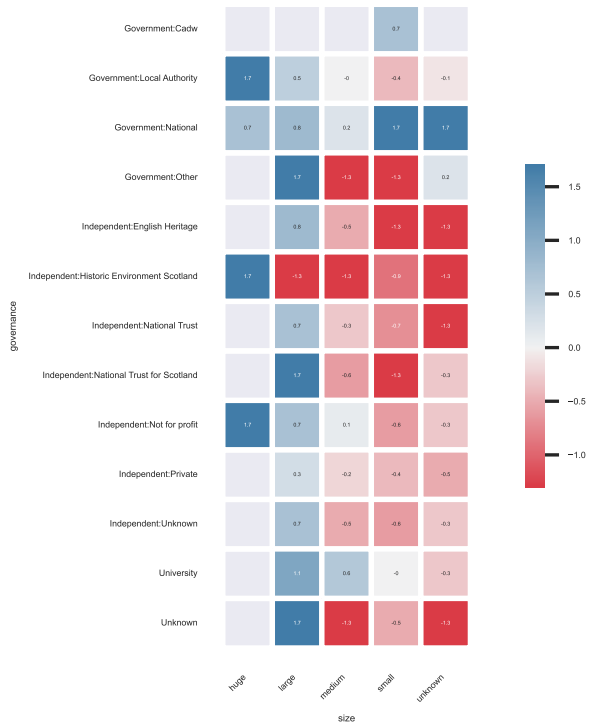 Government:Cadw 0.7
Government:Local Authority 1.7 0.5 -0 -0.4 -0.1
Government:National 0.7 0.8 0.2 1.7 1.7
Government:Other 1.7 -1.3 -1.3 0.2
Independent:English Heritage 0.8 -0.5 -1.3 -1.3
Independent:Historic Environment Scotland 1.7 -1.3 -1.3 -0.9 -1.3
Independent:National Trust 0.7 -0.3 -0.7 -1.3
Independent:National Trust for Scotland 1.7 -0.6 -1.3 -0.3
Independent:Not for profit 1.7 0.7 0.1 -0.6 -0.3
Independent:Private 0.3 -0.2 -0.4 -0.5
Independent:Unknown 0.7 -0.5 -0.6 -0.3
University 1.1 0.6 -0 -0.3
Unknown 1.7 -1.3 -0.5 -1.3
governance
huge large medium small unknown
size
1.5
1.0
0.5
0.0
−0.5
−1.0